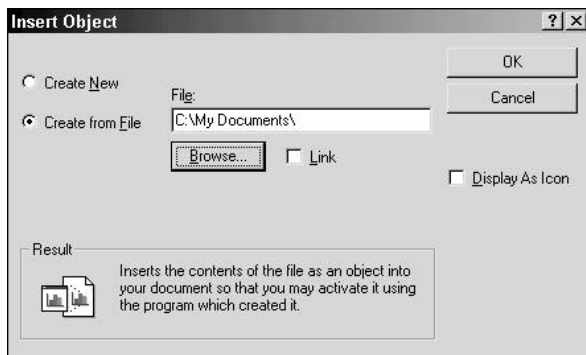 Insert Object
Create New
Create from File
File:
C:\My Documents\
Browse...
Link
OK
Cancel
Display As Icon
Result
Inserts the contents of the file as an object into
your document so that you may activate it using
the program which created it.